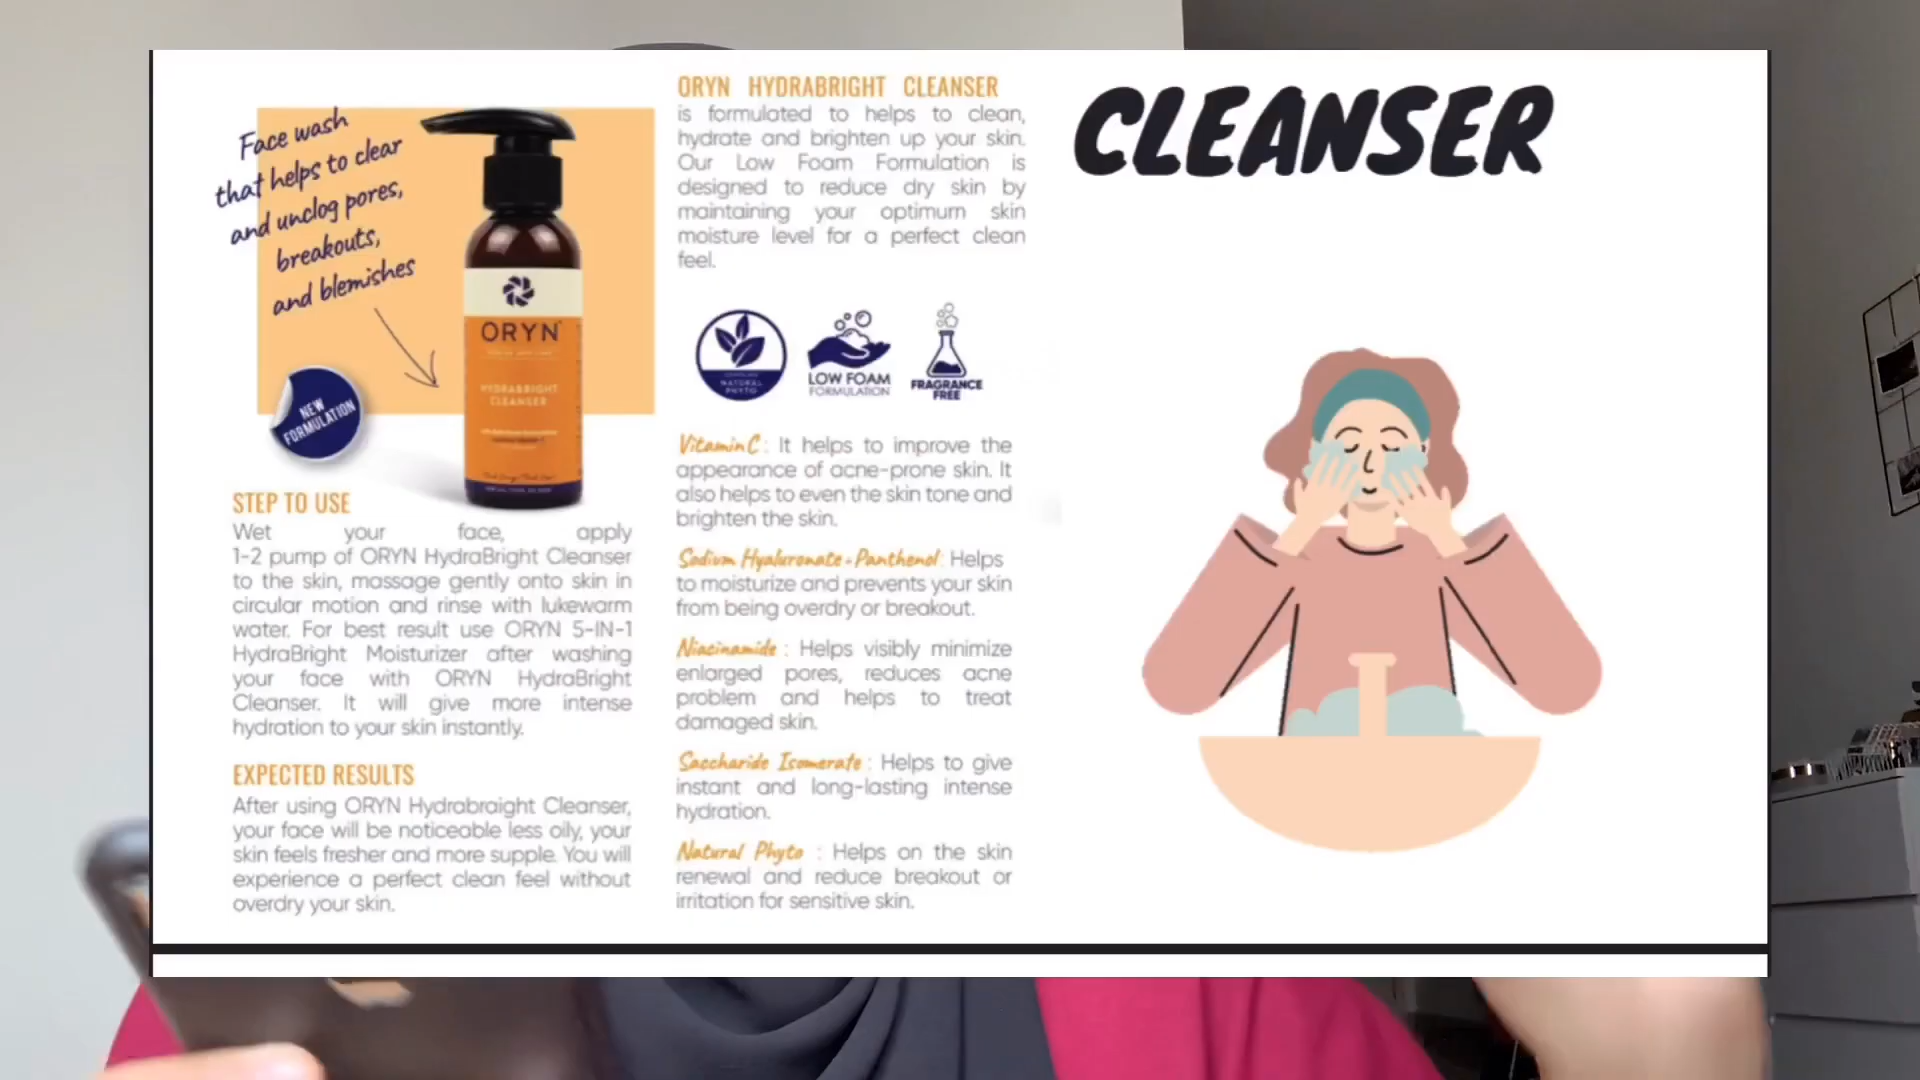 Face wash
that helps to clear
and unclog pores,
breakouts,
and blemishes
NEW
FORMULATION
ORYN
HYDRABRIGHT
CLEANSER
STEP TO USE
Wet your face, apply
1-2 pump of ORYN HydraBright Cleanser
to the skin, massage gently onto skin in
circular motion and rinse with lukewarm
water. For best result use ORYN 5-IN-1
HydraBright Moisturizer after washing
your face with ORYN HydraBright
Cleanser. It will give more intense
hydration to your skin instantly.
EXPECTED RESULTS
After using ORYN Hydrabraight Cleanser,
your face will be noticeable less oily, your
skin feels fresher and more supple. You will
experience a perfect clean feel without
overdry your skin.
ORYN HYDRABRIGHT CLEANSER
is formulated to helps to clean,
hydrate and brighten up your skin.
Our Low Foam Formulation is
designed to reduce dry skin by
maintaining your optimum skin
moisture level for a perfect clean
feel.
NATURAL
PHYTO
LOW FOAM
FORMULATION
FRAGRANCE
FREE
Vitamin C : It helps to improve the
appearance of acne-prone skin. It
also helps to even the skin tone and
brighten the skin.
Sodium Hyaluronate + Panthenol: Helps
to moisturize and prevents your skin
from being overdry or breakout.
Niacinamide : Helps visibly minimize
enlarged pores, reduces acne
problem and helps to treat
damaged skin.
Saccharide Isomerate : Helps to give
instant and long-lasting intense
hydration.
Natural Phyto : Helps on the skin
renewal and reduce breakout or
irritation for sensitive skin.
CLEANSER